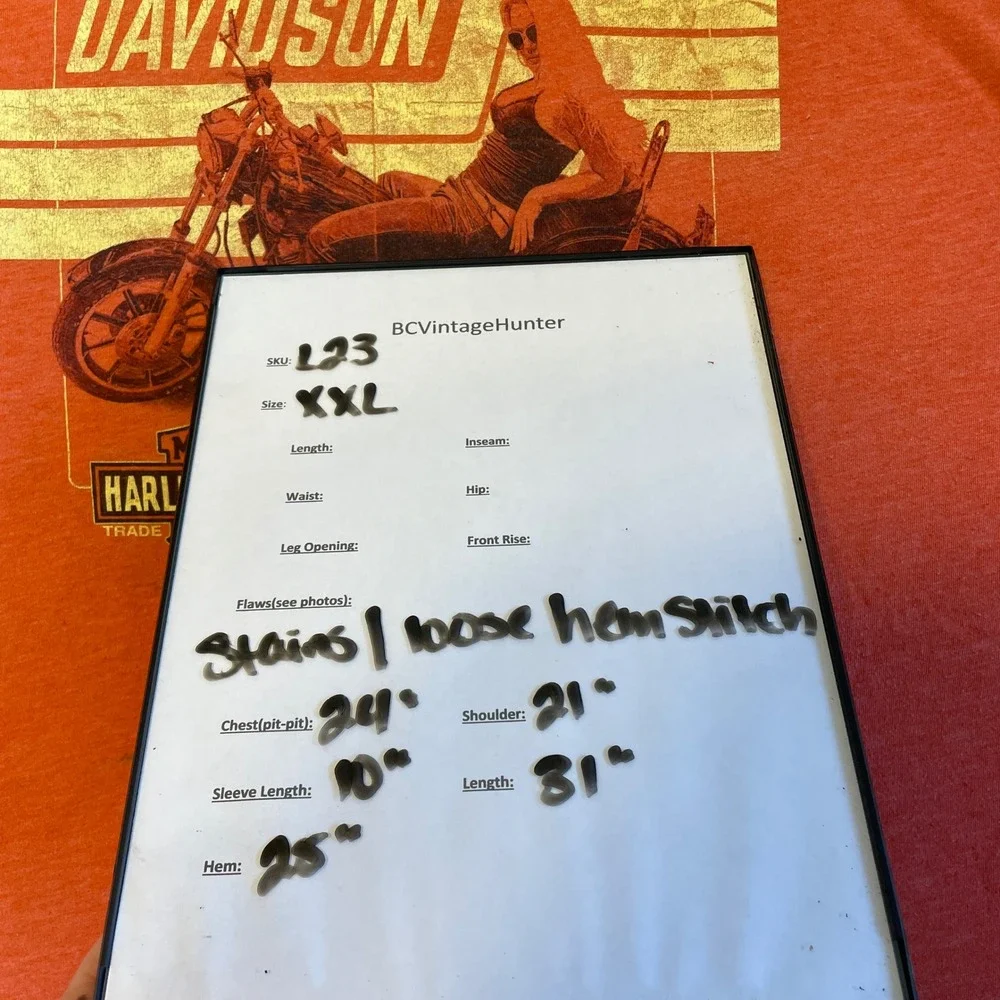 DAVIDSON
BCVintageHunter
SKU: L23
Size: XXL
Length: Inseam:
Waist: Hip:
HARL
TRADE
Leg Opening: Front Rise:
Flaws(see photos):
Stains/loose hem Stitch
Chest(pit-pit): 24" Shoulder: 21"
Sleeve Length: 10" Length: 31"
Hem: 25"